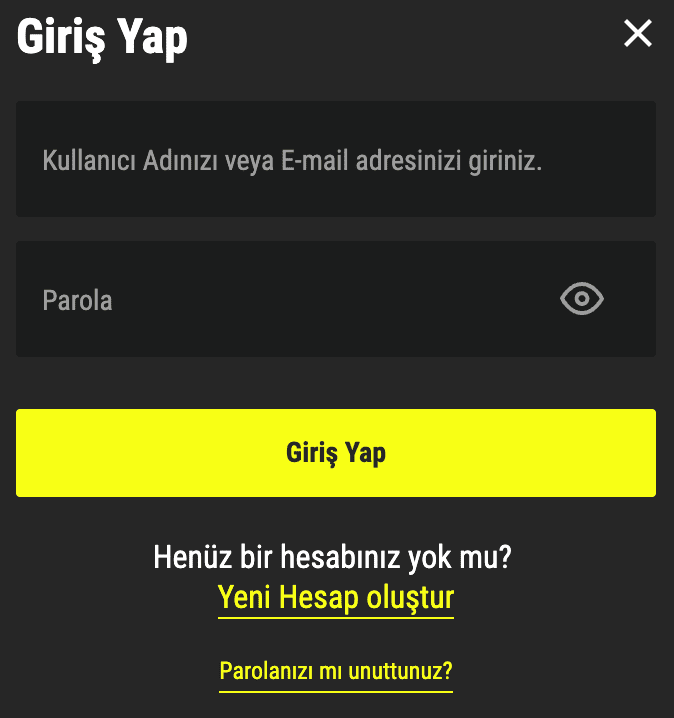 Giriş Yap
Kullanıcı Adınızı veya E-mail adresinizi giriniz.
Parola
Giriş Yap
Henüz bir hesabınız yok mu?
Yeni Hesap oluştur
Parolanızı mı unuttunuz?